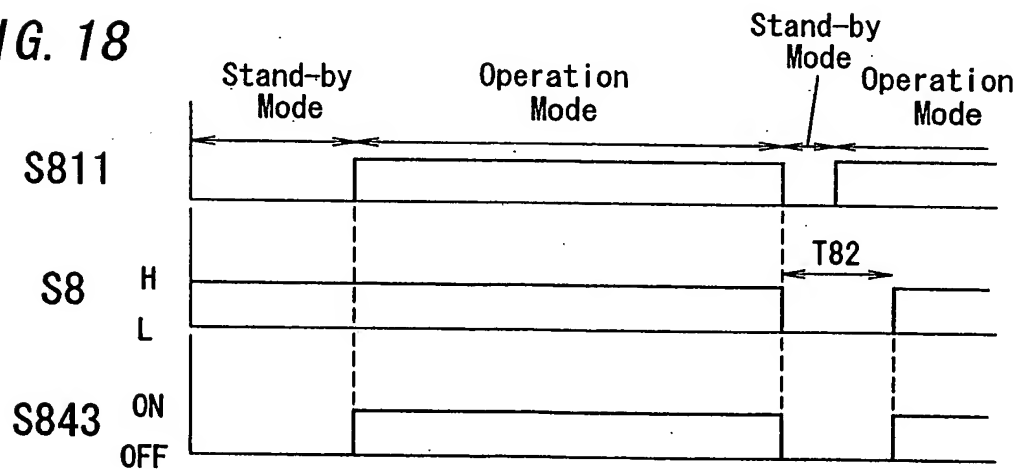 IG. 18
Stand-by
Mode
Operation
Mode
Stand-by
Mode
Operation
Mode
S811
S8
H
L
T82
S843
ON
OFF